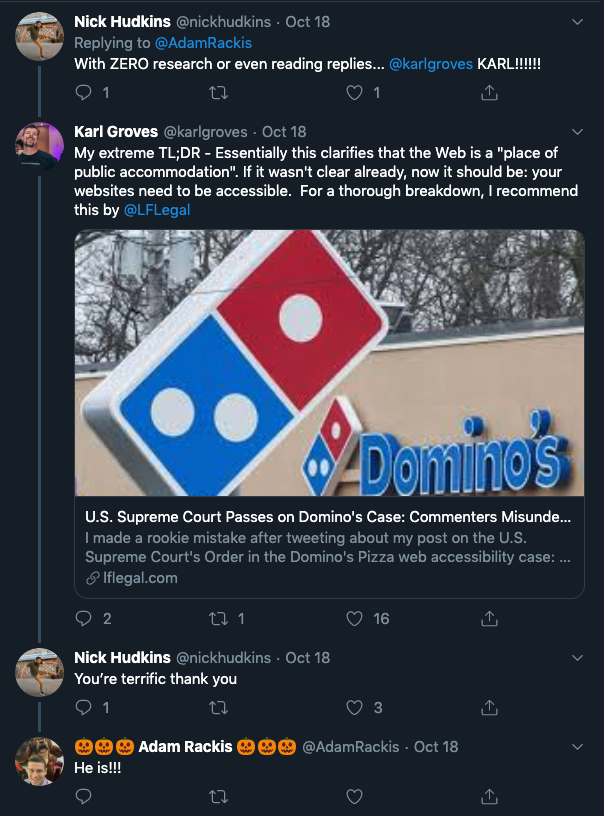 Nick Hudkins @nickhudkins · Oct 18
Replying to @AdamRackis
With ZERO research or even reading replies... @karlgroves KARL!!!!!!
1 1
Karl Groves @karlgroves · Oct 18
My extreme TL;DR - Essentially this clarifies that the Web is a "place of
public accommodation". If it wasn't clear already, now it should be: your
websites need to be accessible.  For a thorough breakdown, I recommend
this by @LFLegal
Domino's
U.S. Supreme Court Passes on Domino's Case: Commenters Misunde...
I made a rookie mistake after tweeting about my post on the U.S.
Supreme Court's Order in the Domino's Pizza web accessibility case: ...
lflegal.com
2 1 16
Nick Hudkins @nickhudkins · Oct 18
You’re terrific thank you
1 3
🎃🎃🎃 Adam Rackis 🎃🎃🎃 @AdamRackis · Oct 18
He is!!!